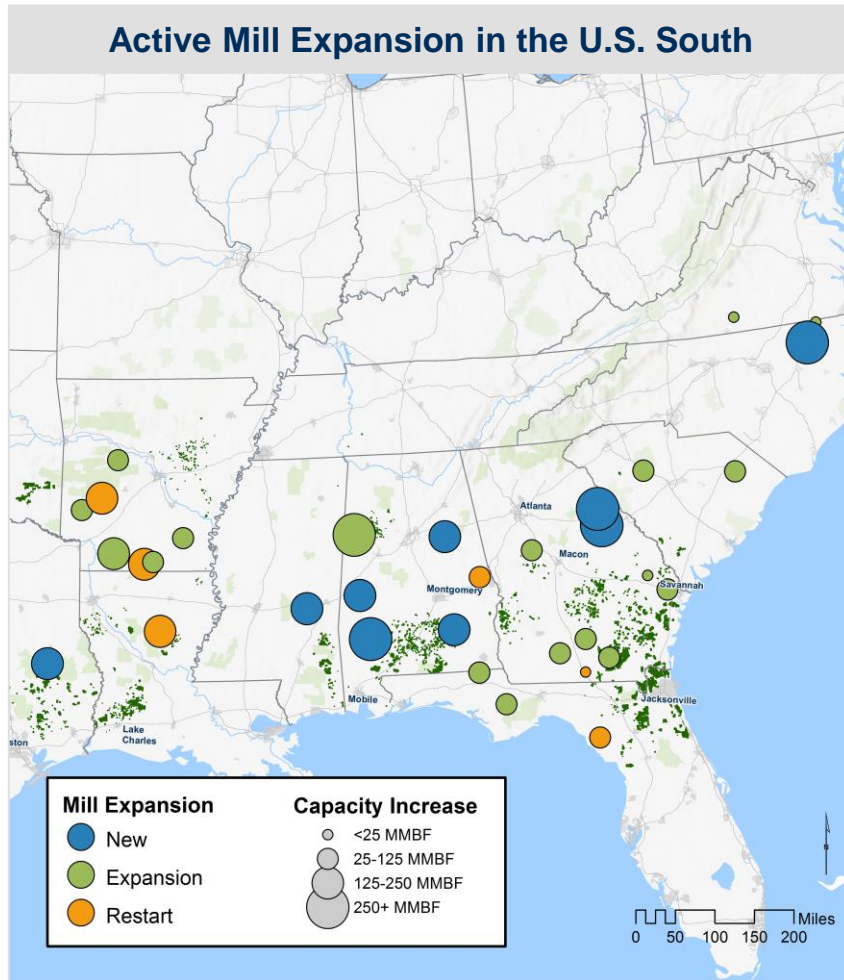 Active Mill Expansion in the U.S. South
Atlanta
Macon
Savannah
Montgomery
Mobile
Jacksonville
Lake
Charles
ston
Mill Expansion
New
Expansion
Restart
Capacity Increase
<25 MMBF
25-125 MMBF
125-250 MMBF
250+ MMBF
N
Miles
0 50 100 150 200